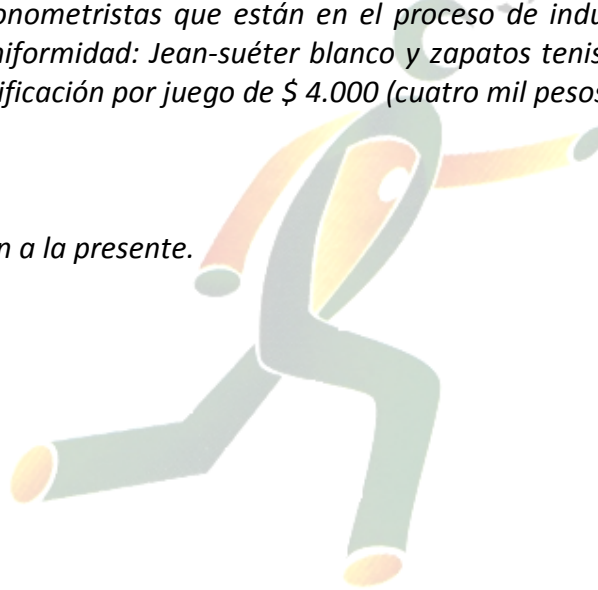 onometristas que están en el proceso de indu
niformidad: Jean-suéter blanco y zapatos tenis
ificación por juego de $ 4.000 (cuatro mil pesos
n a la presente.